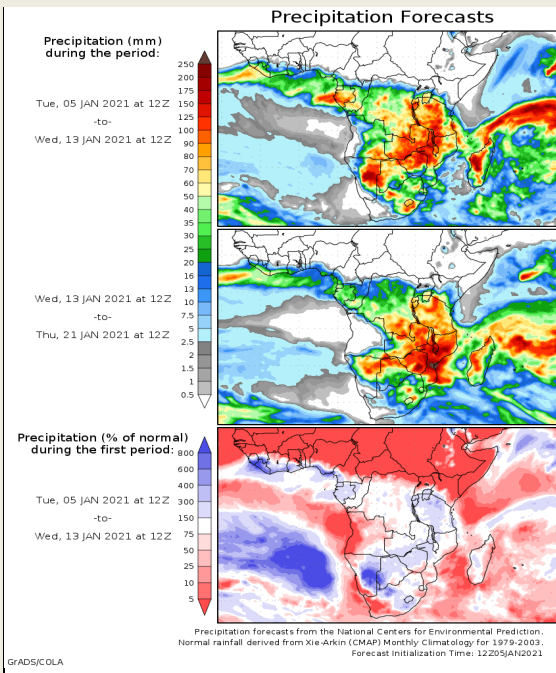 Precipitation Forecasts
Precipitation (mm)
during the period:
Tue, 05 JAN 2021 at 12Z
-to-
Wed, 13 JAN 2021 at 12Z
250
200
175
150
125
100
90
80
70
60
50
40
35
30
25
20
16
13
10
7.5
5
2.5
2
1.5
1
0.5
Wed, 13 JAN 2021 at 12Z
-to-
Thu, 21 JAN 2021 at 12Z
Precipitation (% of normal)
during the first period:
Tue, 05 JAN 2021 at 12Z
-to-
Wed, 13 JAN 2021 at 12Z
800
600
400
300
150
75
50
25
10
5
Precipitation forecasts from the National Centers for Environmental Prediction.
Normal rainfall derived from Xie-Arkin (CMAP) Monthly Climatology for 1979-2003.
Forecast Initialization Time: 12Z05JAN2021
GrADS/COLA